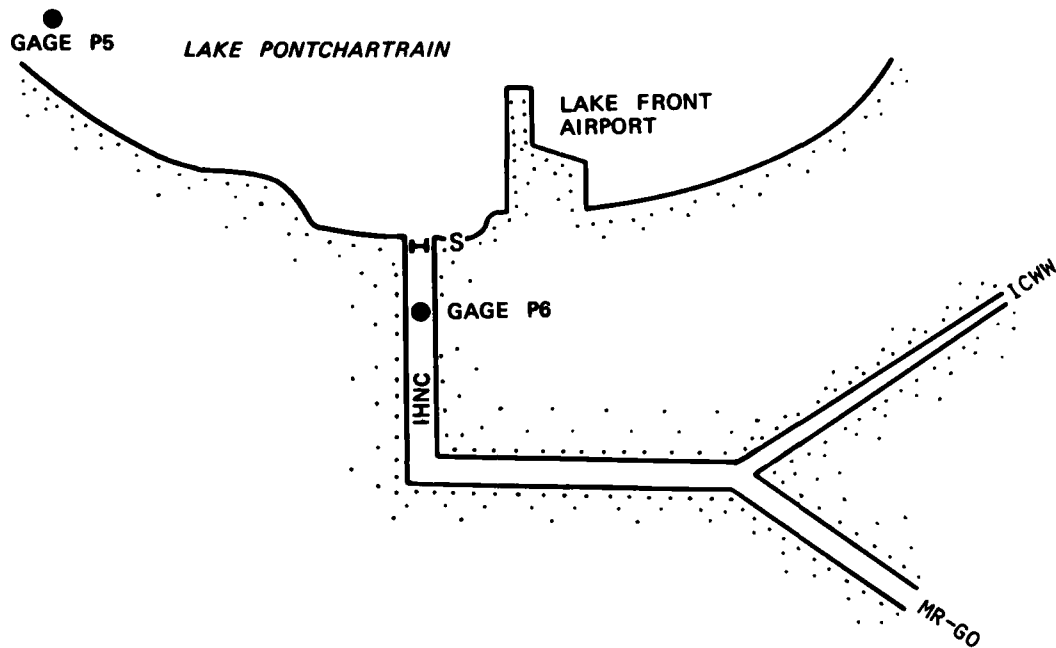 GAGE P5
LAKE PONTCHARTRAIN
LAKE FRONT
AIRPORT
S
GAGE P6
IHNC
ICWW
MR-GO